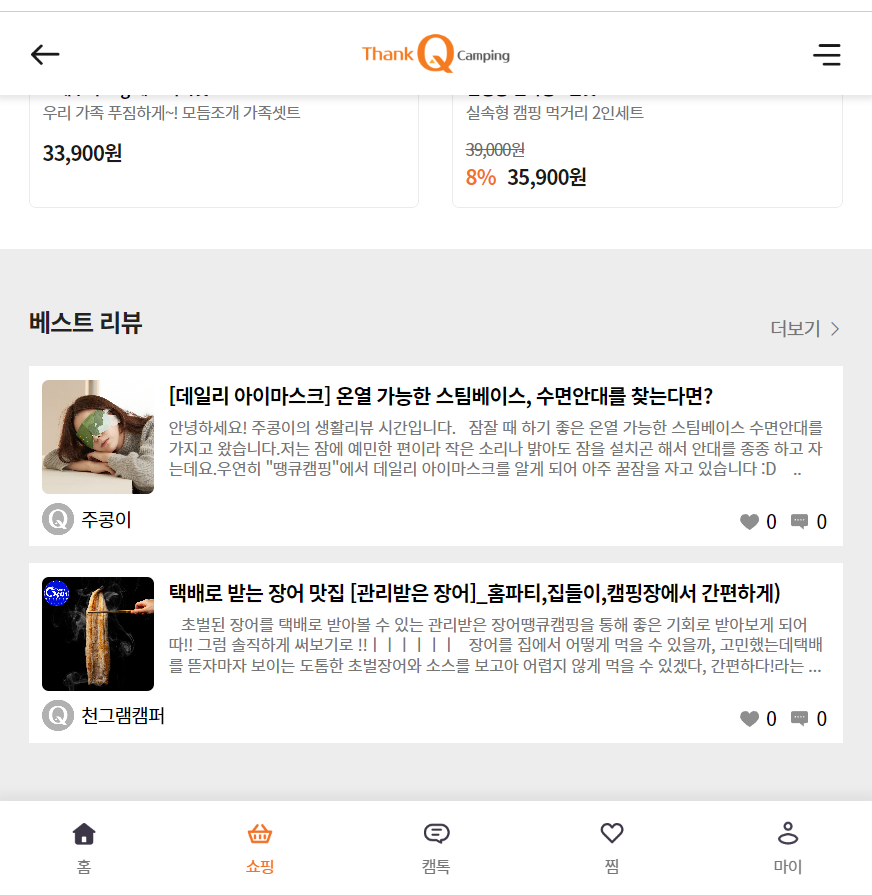 Thank Q Camping
우리 가족 푸짐하게~! 모듬조개 가족셋트
33,900원
실속형 캠핑 먹거리 2인세트
39,000원
8% 35,900원
베스트 리뷰
더보기
[데일리 아이마스크] 온열 가능한 스팀베이스, 수면안대를 찾는다면?
안녕하세요! 주콩이의 생활리뷰 시간입니다. 잠잘 때 하기 좋은 온열 가능한 스팀베이스 수면안대를
가지고 왔습니다.저는 잠에 예민한 편이라 작은 소리나 밝아도 잠을 설치곤 해서 안대를 종종 하고 자
는데요.우연히 "땡큐캠핑"에서 데일리 아이마스크를 알게 되어 아주 꿀잠을 자고 있습니다 :D ..
주콩이
0 0
택배로 받는 장어 맛집 [관리받은 장어]_홈파티,집들이,캠핑장에서 간편하게)
초벌된 장어를 택배로 받아볼 수 있는 관리받은 장어땡큐캠핑을 통해 좋은 기회로 받아보게 되어
따!! 그럼 솔직하게 써보기로 !!ㅣㅣㅣㅣㅣㅣ 장어를 집에서 어떻게 먹을 수 있을까, 고민했는데택배
를 뜯자마자 보이는 도톰한 초벌장어와 소스를 보고아 어렵지 않게 먹을 수 있겠다, 간편하다!라는 ...
천그램캠퍼
0 0
홈
쇼핑
캠톡
찜
마이